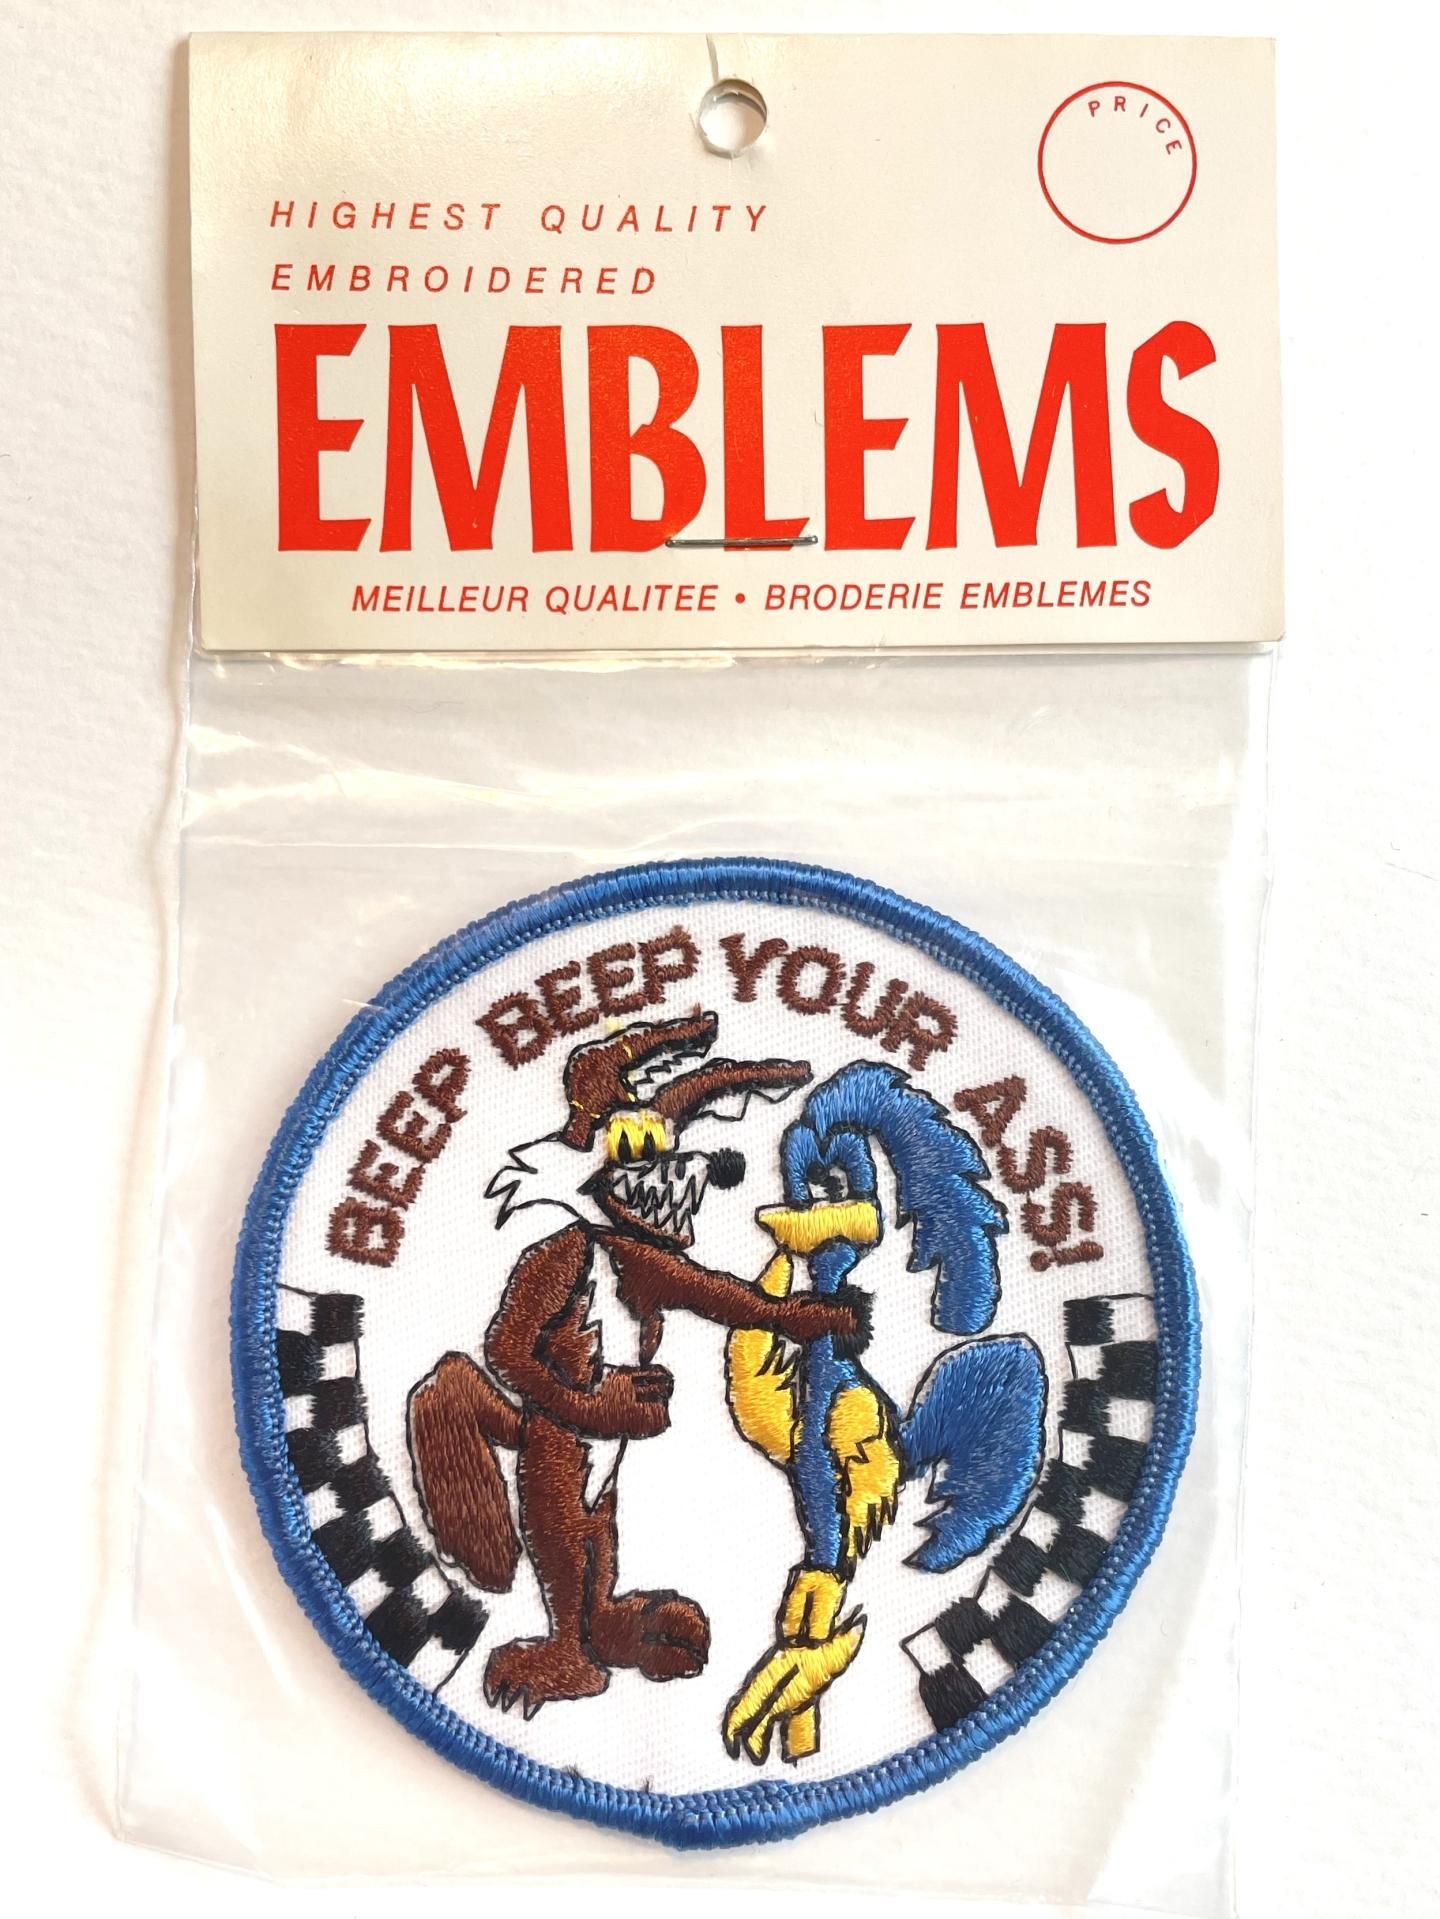 PRICE
HIGHEST QUALITY
EMBROIDERED
EMBLEMS
MEILLEUR QUALITEE • BRODERIE EMBLEMES
BEEP BEEP YOUR ASS!